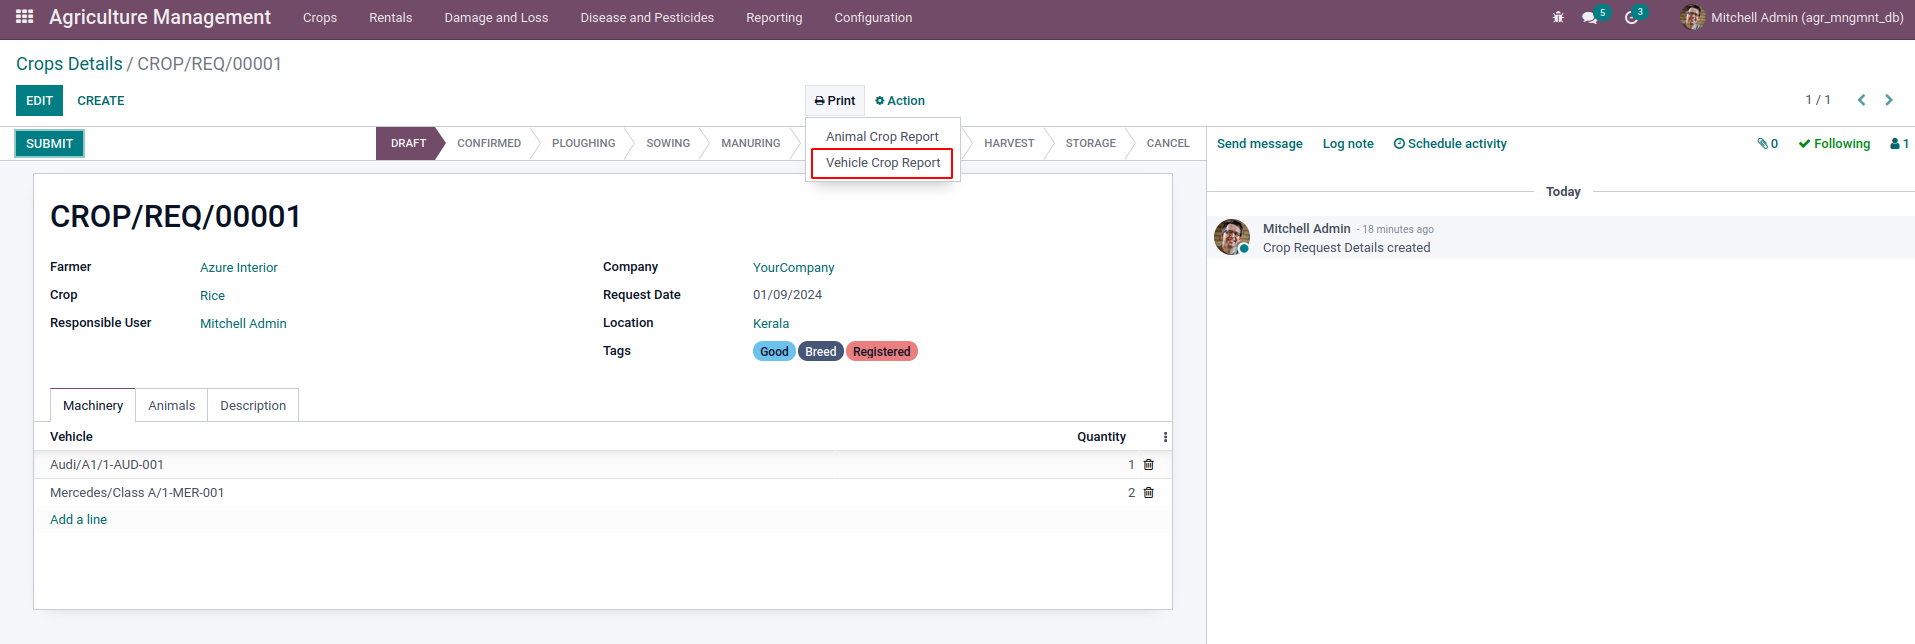 Agriculture Management Crops Rentals Damage and Loss Disease and Pesticides Reporting Configuration 5 3 Mitchell Admin (agr_mngmnt_db)
Crops Details / CROP/REQ/00001
EDIT CREATE Print Action 1 / 1
SUBMIT DRAFT CONFIRMED PLOUGHING SOWING MANURING HARVEST STORAGE CANCEL Send message Log note Schedule activity 0 Following 1
Animal Crop Report
Vehicle Crop Report
CROP/REQ/00001
Farmer Azure Interior Company YourCompany
Crop Rice Request Date 01/09/2024
Responsible User Mitchell Admin Location Kerala
Tags Good Breed Registered
Machinery Animals Description
Vehicle Quantity
Audi/A1/1-AUD-001 1
Mercedes/Class A/1-MER-001 2
Add a line
Today
Mitchell Admin - 18 minutes ago
Crop Request Details created